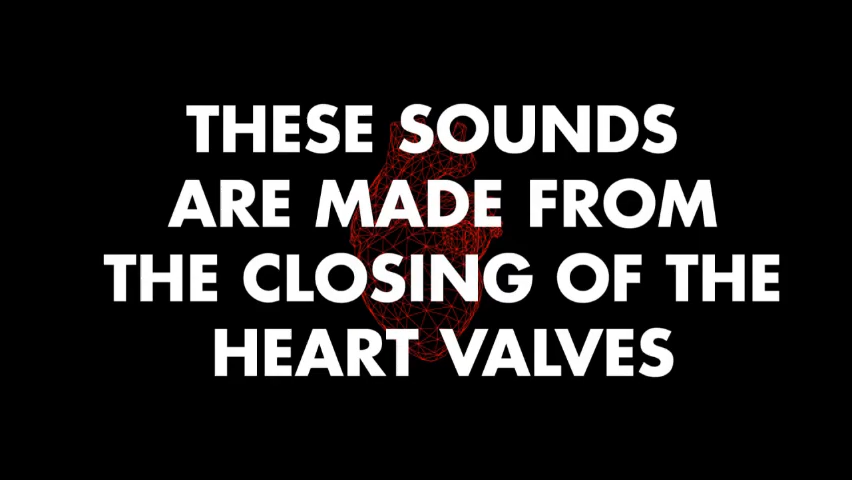 THESE SOUNDS
ARE MADE FROM
THE CLOSING OF THE
HEART VALVES